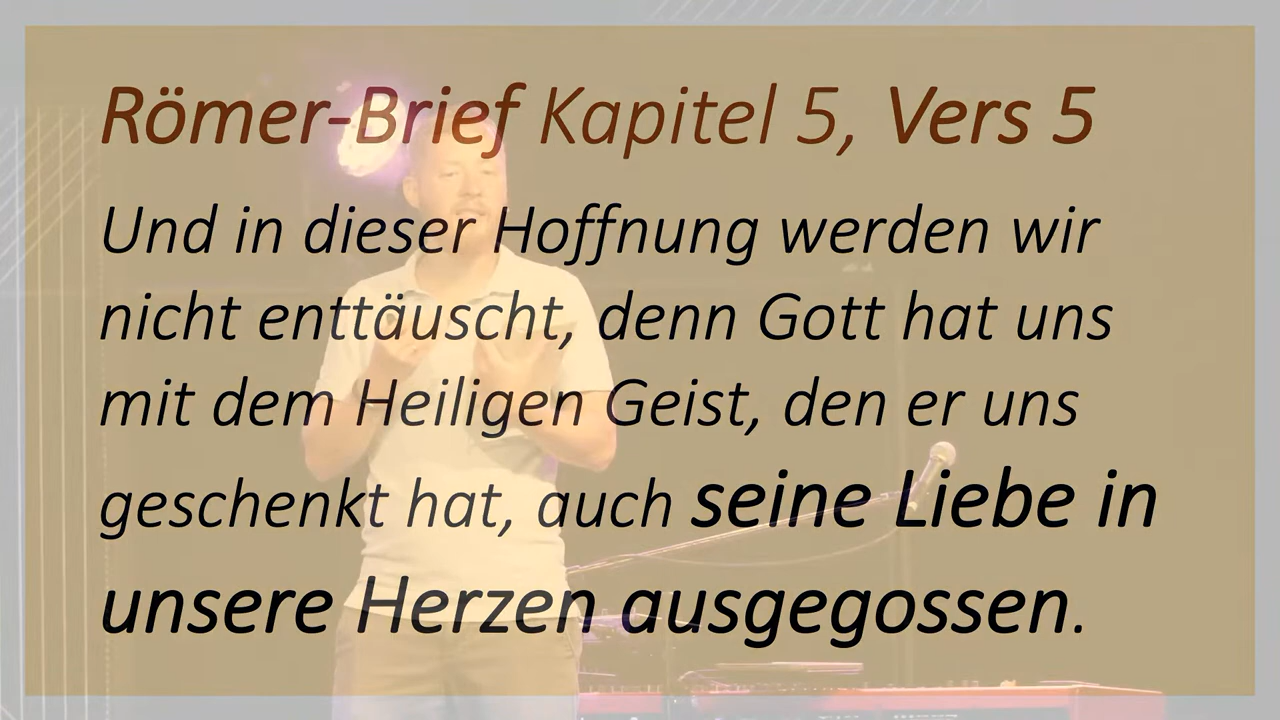 Römer-Brief Kapitel 5, Vers 5
Und in dieser Hoffnung werden wir
nicht enttäuscht, denn Gott hat uns
mit dem Heiligen Geist, den er uns
geschenkt hat, auch seine Liebe in
unsere Herzen ausgegossen.